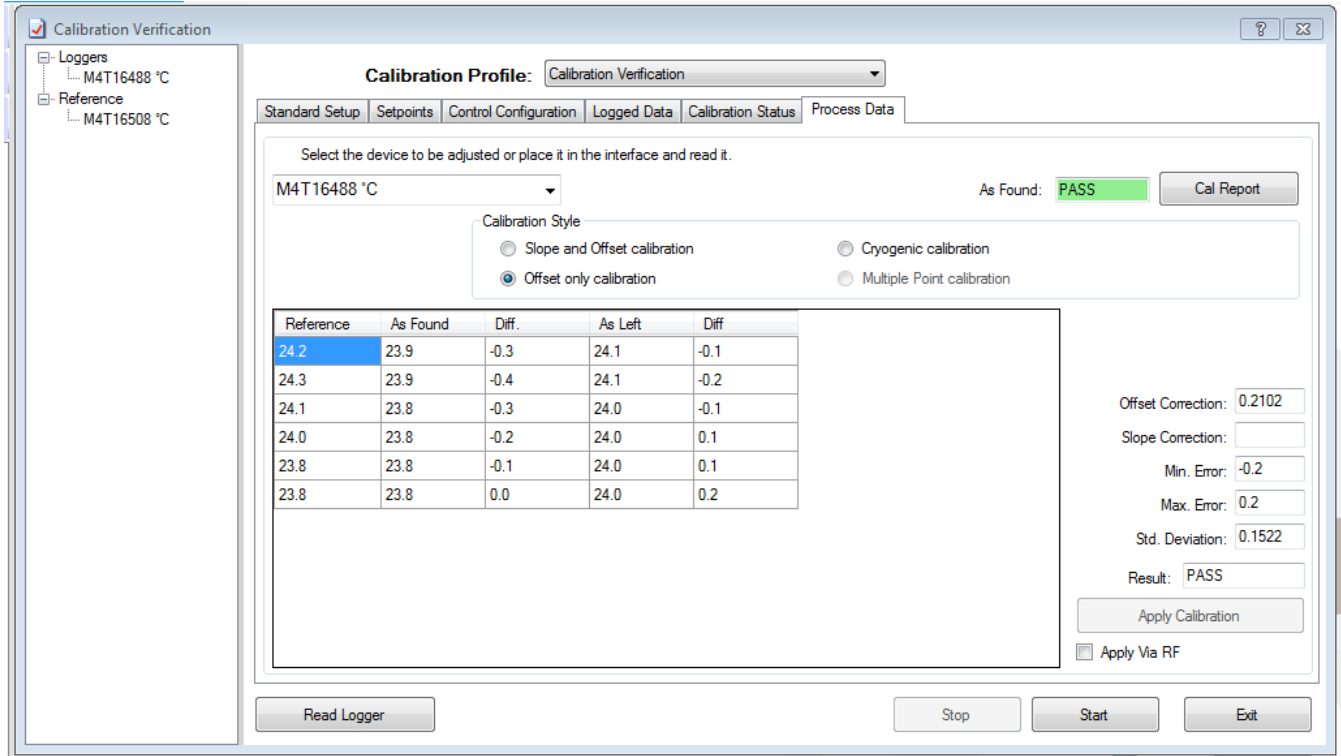 Calibration Verification
Loggers
M4T16488 °C
Reference
M4T16508 °C
Calibration Profile: Calibration Verification
Standard Setup Setpoints Control Configuration Logged Data Calibration Status Process Data
Select the device to be adjusted or place it in the interface and read it.
M4T16488 °C As Found: PASS Cal Report
Calibration Style
Slope and Offset calibration Cryogenic calibration
Offset only calibration Multiple Point calibration
Reference As Found Diff. As Left Diff
24.2 23.9 -0.3 24.1 -0.1
24.3 23.9 -0.4 24.1 -0.2
24.1 23.8 -0.3 24.0 -0.1
24.0 23.8 -0.2 24.0 0.1
23.8 23.8 -0.1 24.0 0.1
23.8 23.8 0.0 24.0 0.2
Offset Correction: 0.2102
Slope Correction:
Min. Error: -0.2
Max. Error: 0.2
Std. Deviation: 0.1522
Result: PASS
Apply Calibration
Apply Via RF
Read Logger Stop Start Exit